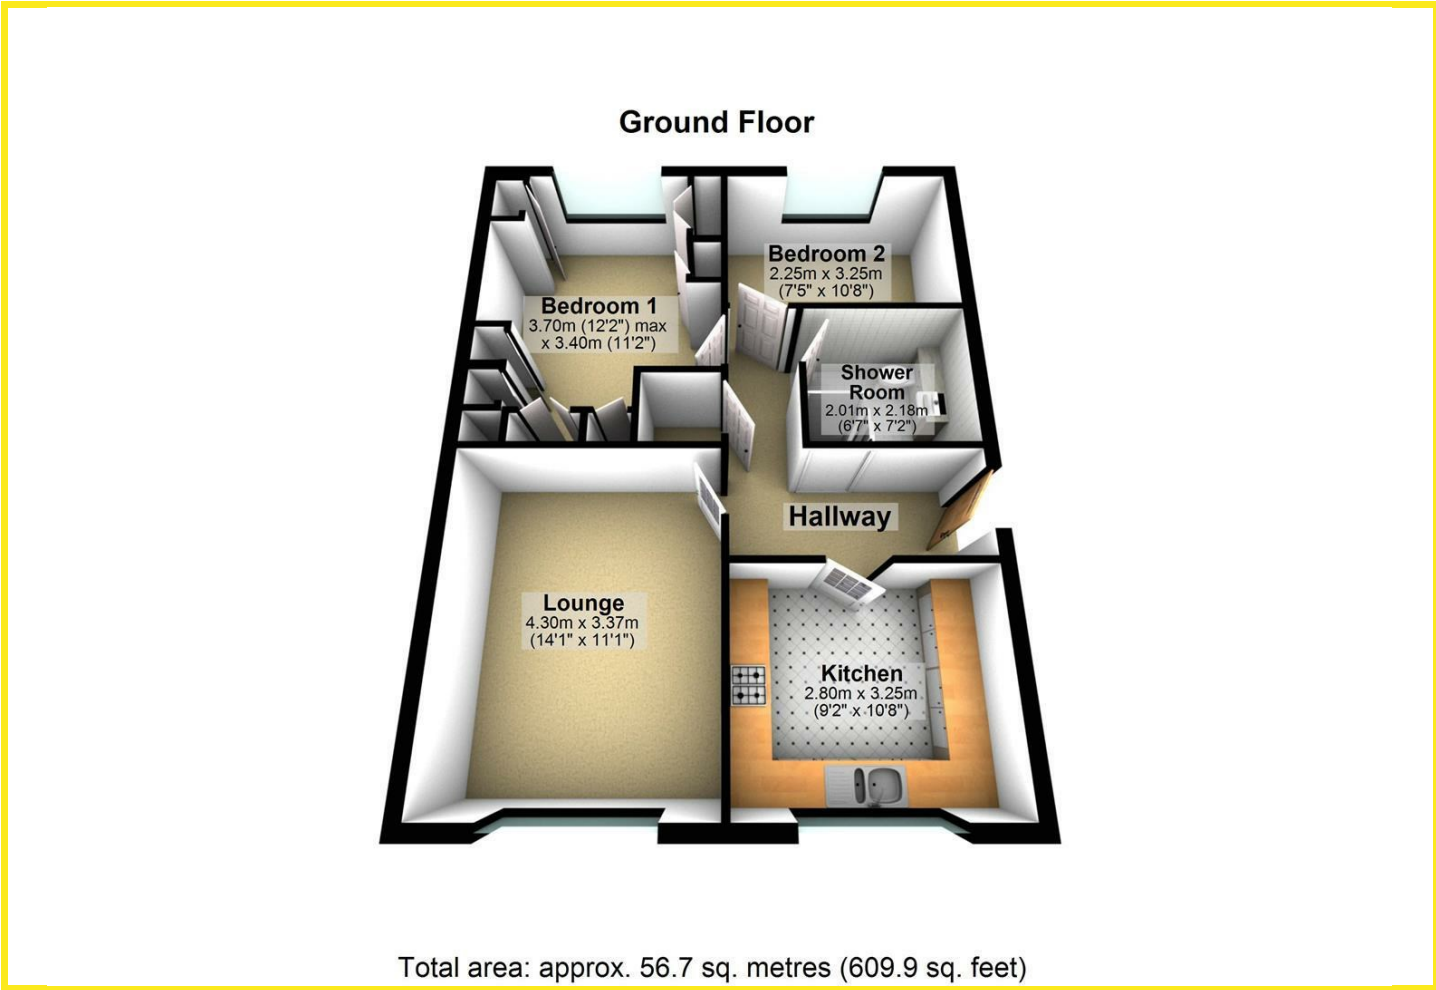 Ground Floor
Bedroom 2
2.25m x 3.25m
(7'5" x 10'8")
Bedroom 1
3.70m (12'2") max
x 3.40m (11'2")
Shower
Room
2.01m x 2.18m
(6'7" x 7'2")
Hallway
Lounge
4.30m x 3.37m
(14'1" x 11'1")
Kitchen
2.80m x 3.25m
(9'2" x 10'8")
Total area: approx. 56.7 sq. metres (609.9 sq. feet)